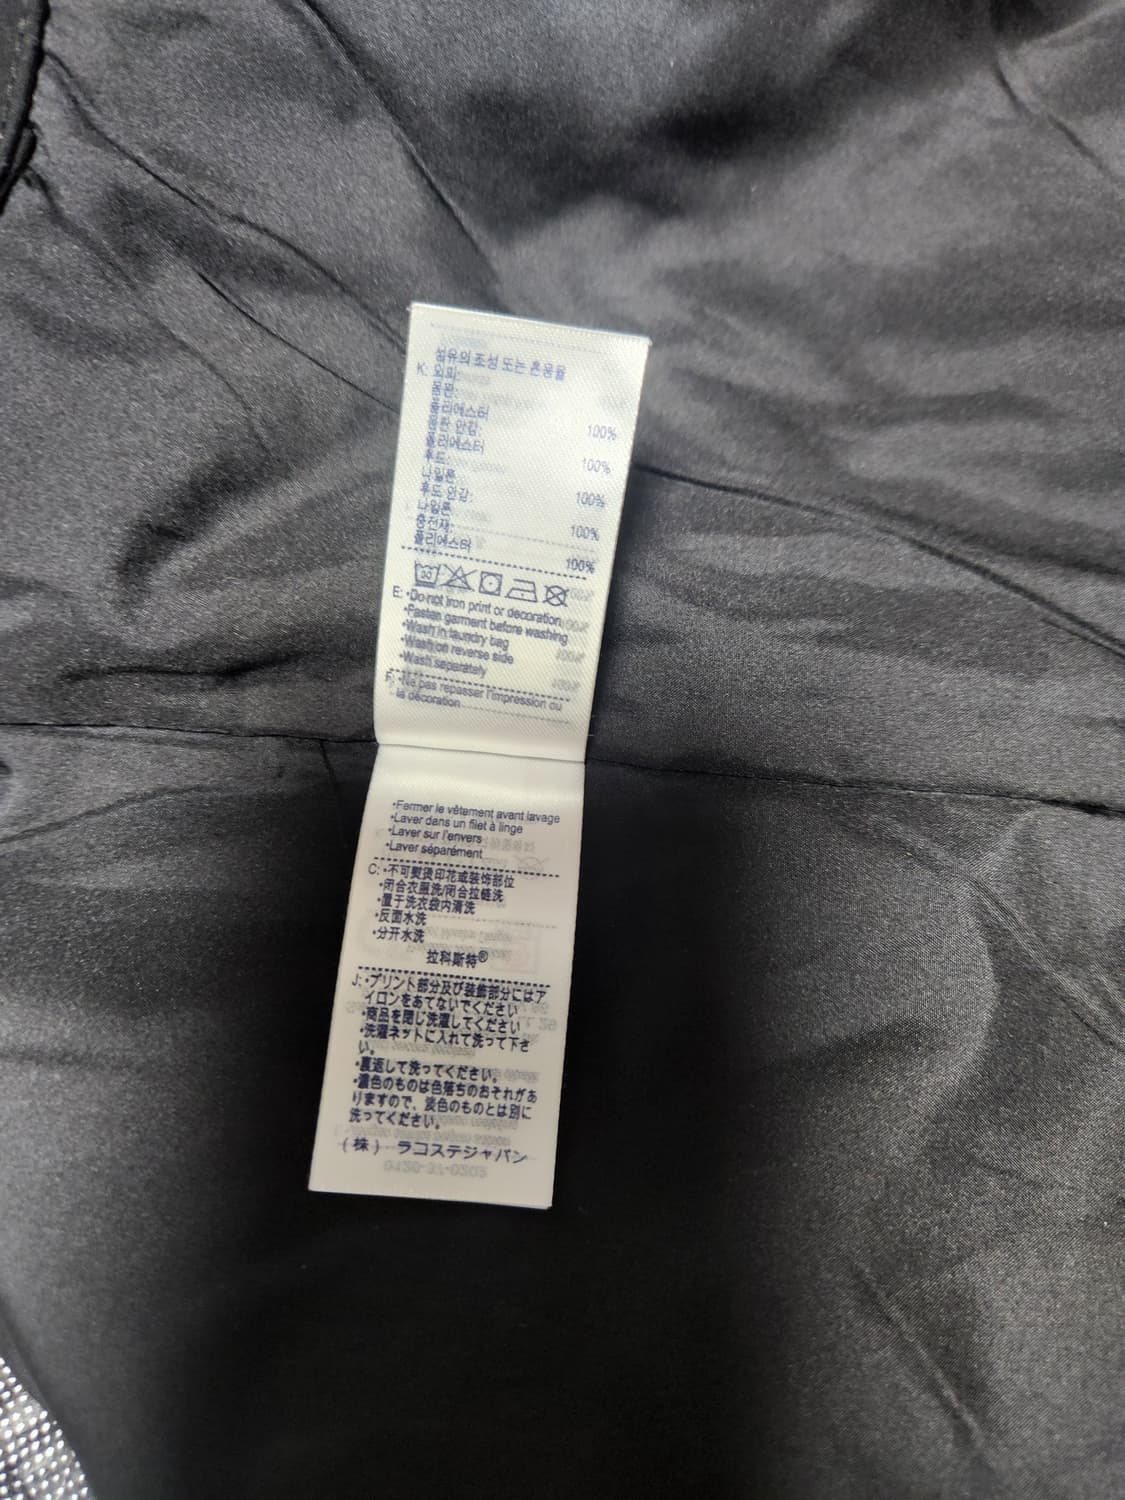 섬유의 조성 또는 혼용율
K: 외피:
몸판:
폴리에스터 100%
몸판 안감:
폴리에스터 100%
후드:
나일론 100%
후드 안감:
나일론 100%
충전재:
폴리에스터 100%
30
E: •Do not iron print or decoration
•Fasten garment before washing
•Wash in laundry bag
•Wash on reverse side
•Wash separately
F: •Ne pas repasser l'impression ou
la décoration
•Fermer le vêtement avant lavage
•Laver dans un filet à linge
•Laver sur l'envers
•Laver séparément
C: •不可熨烫印花或装饰部位
•闭合衣服洗/闭合拉链洗
•置于洗衣袋内清洗
•反面水洗
•分开水洗
拉科斯特®
J: •プリント部分及び装飾部分にはア
イロンをあてないでください
•商品を閉じ洗濯してください
•洗濯ネットに入れて洗って下さ
い。
•裏返して洗ってください。
•濃色のものは色落ちのおそれがあ
りますので、淡色のものとは別に
洗ってください。
(株) ラコステジャパン